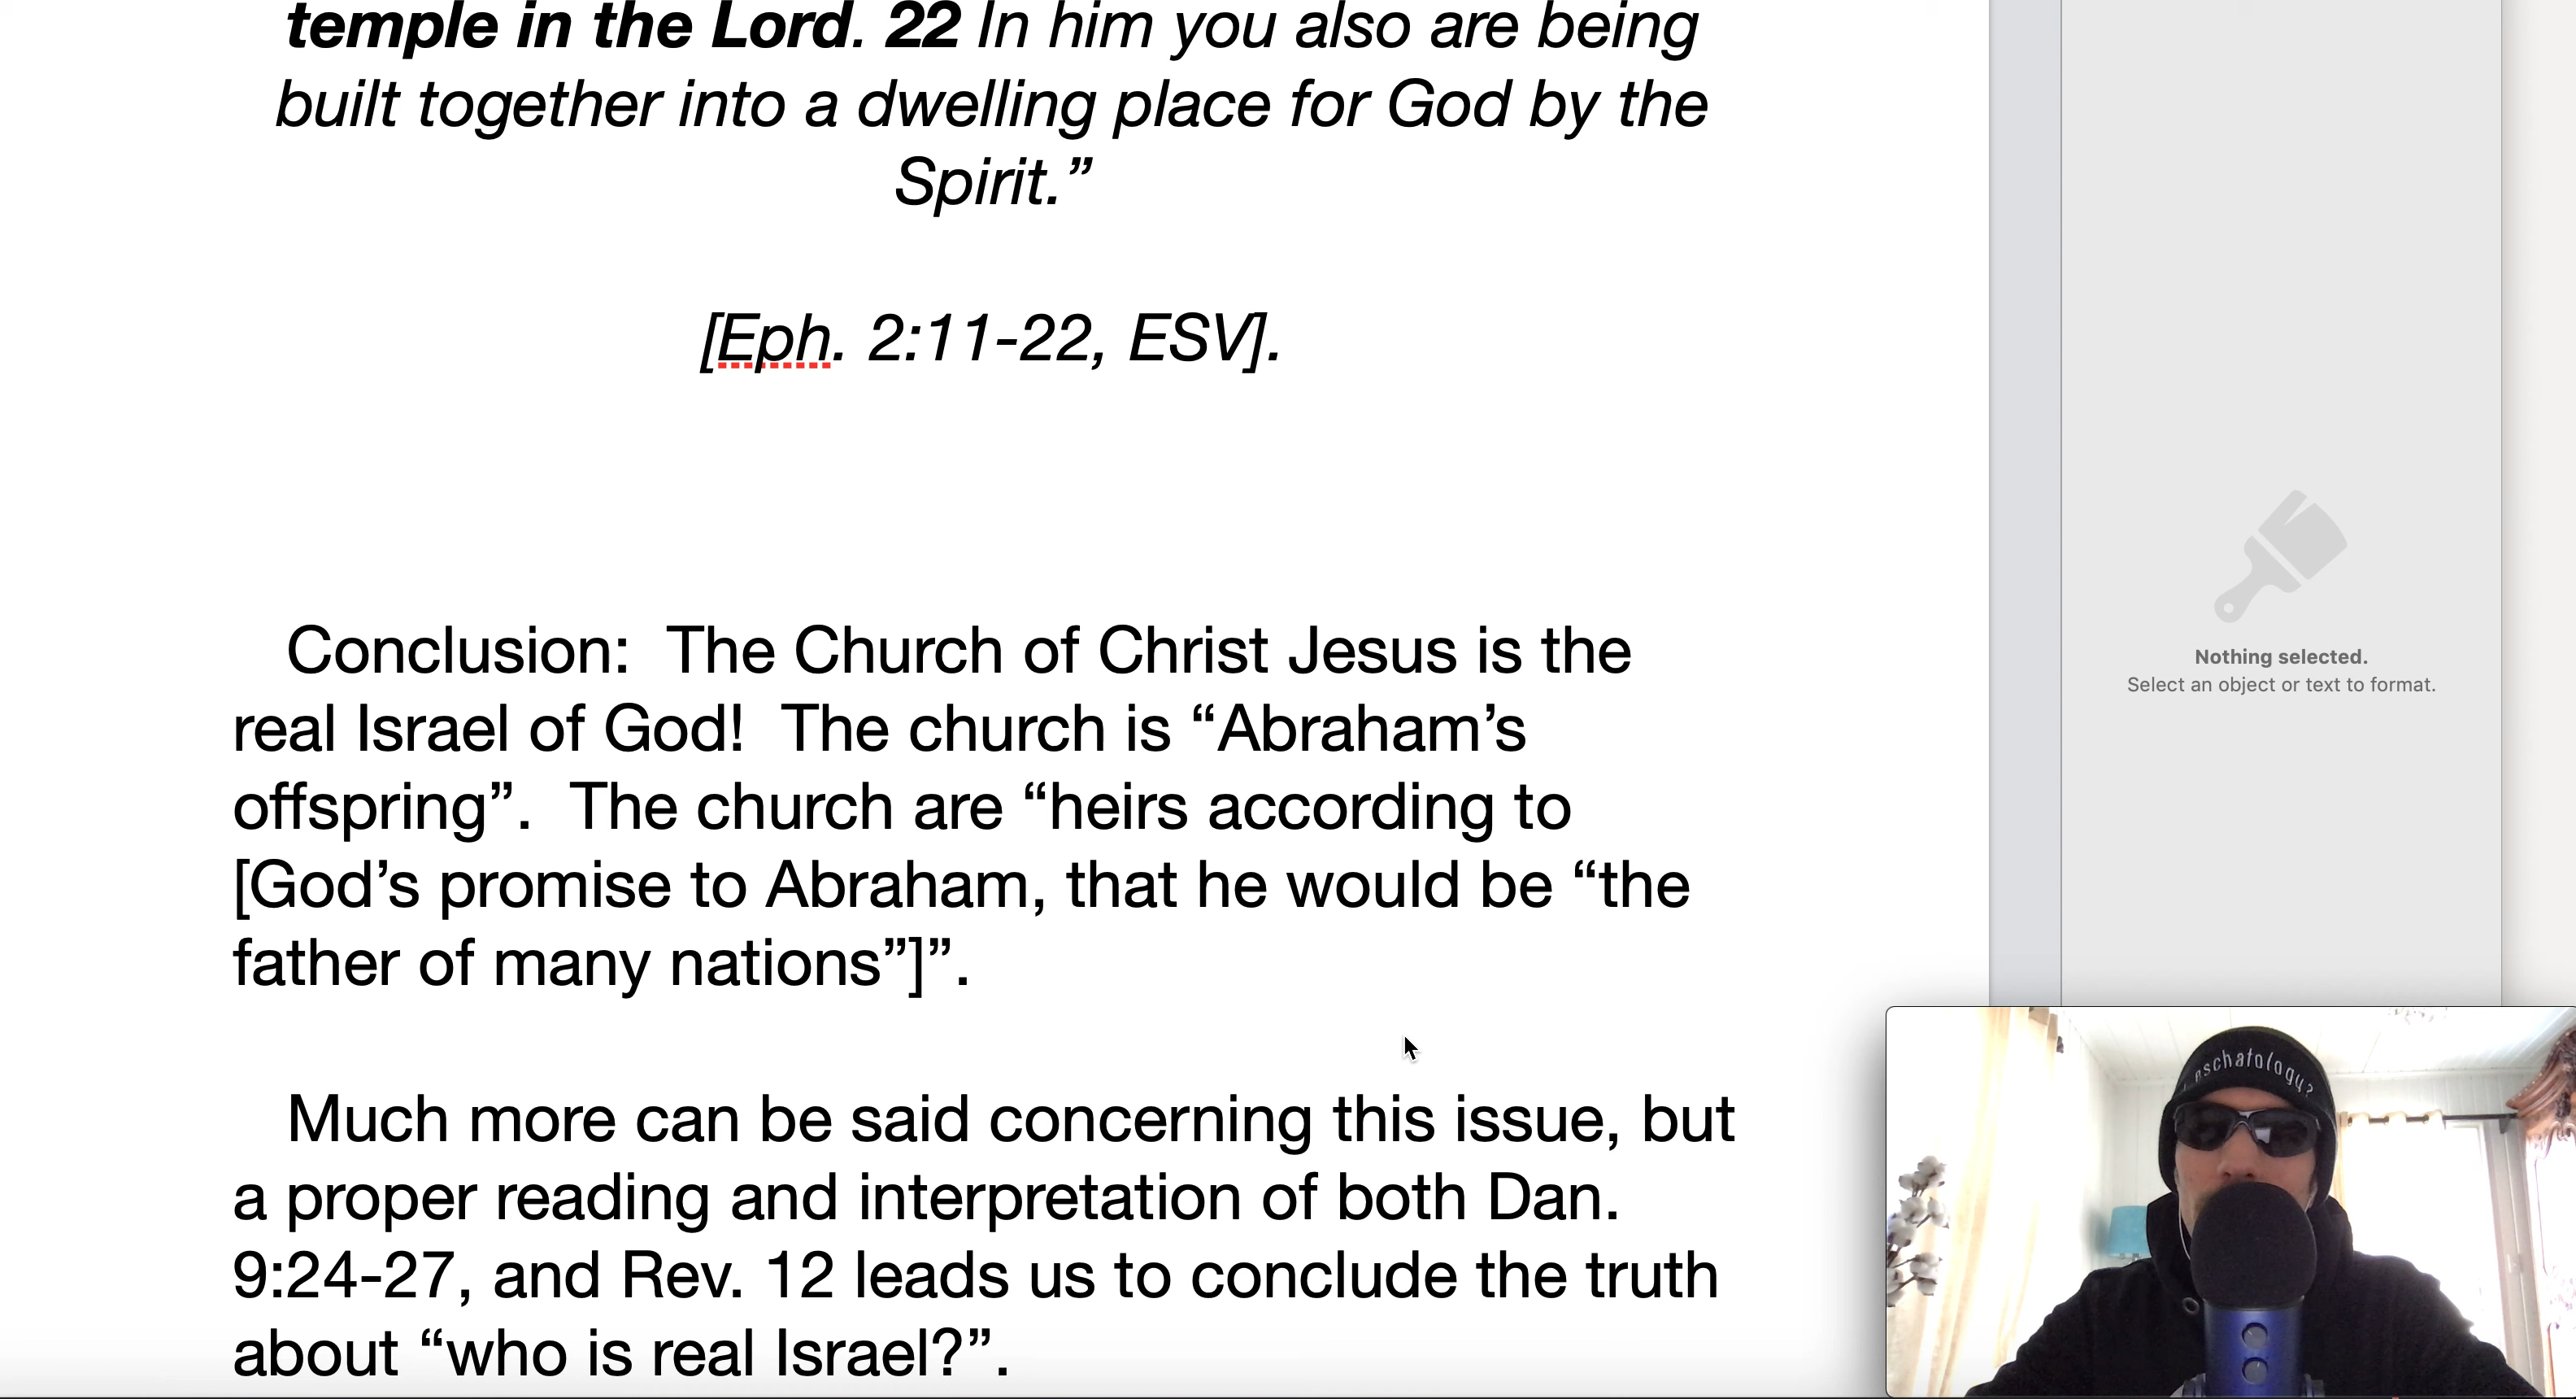 temple in the Lord. 22 In him you also are being
built together into a dwelling place for God by the
Spirit.”
[Eph. 2:11-22, ESV].
Conclusion:  The Church of Christ Jesus is the
real Israel of God!  The church is “Abraham’s
offspring”.  The church are “heirs according to
[God’s promise to Abraham, that he would be “the
father of many nations”]”.
Much more can be said concerning this issue, but
a proper reading and interpretation of both Dan.
9:24-27, and Rev. 12 leads us to conclude the truth
about “who is real Israel?”.
Nothing selected.
Select an object or text to format.
eschatology?